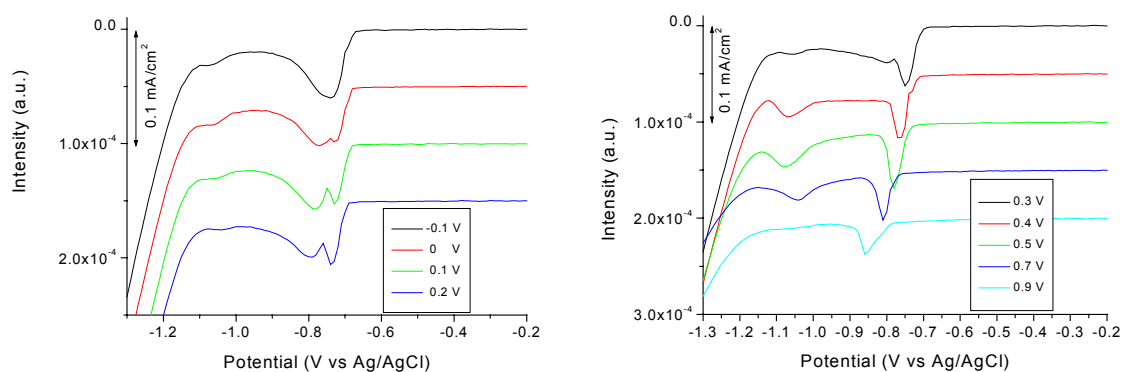 0.0
1.0x10⁻⁴
2.0x10⁻⁴
Intensity (a.u.)
0.1 mA/cm²
-0.1 V
0 V
0.1 V
0.2 V
-1.2 -1.0 -0.8 -0.6 -0.4 -0.2
Potential (V vs Ag/AgCl)
0.0
1.0x10⁻⁴
2.0x10⁻⁴
3.0x10⁻⁴
Intensity (a.u.)
0.1 mA/cm²
0.3 V
0.4 V
0.5 V
0.7 V
0.9 V
-1.3 -1.2 -1.1 -1.0 -0.9 -0.8 -0.7 -0.6 -0.5 -0.4 -0.3 -0.2
Potential (V vs Ag/AgCl)